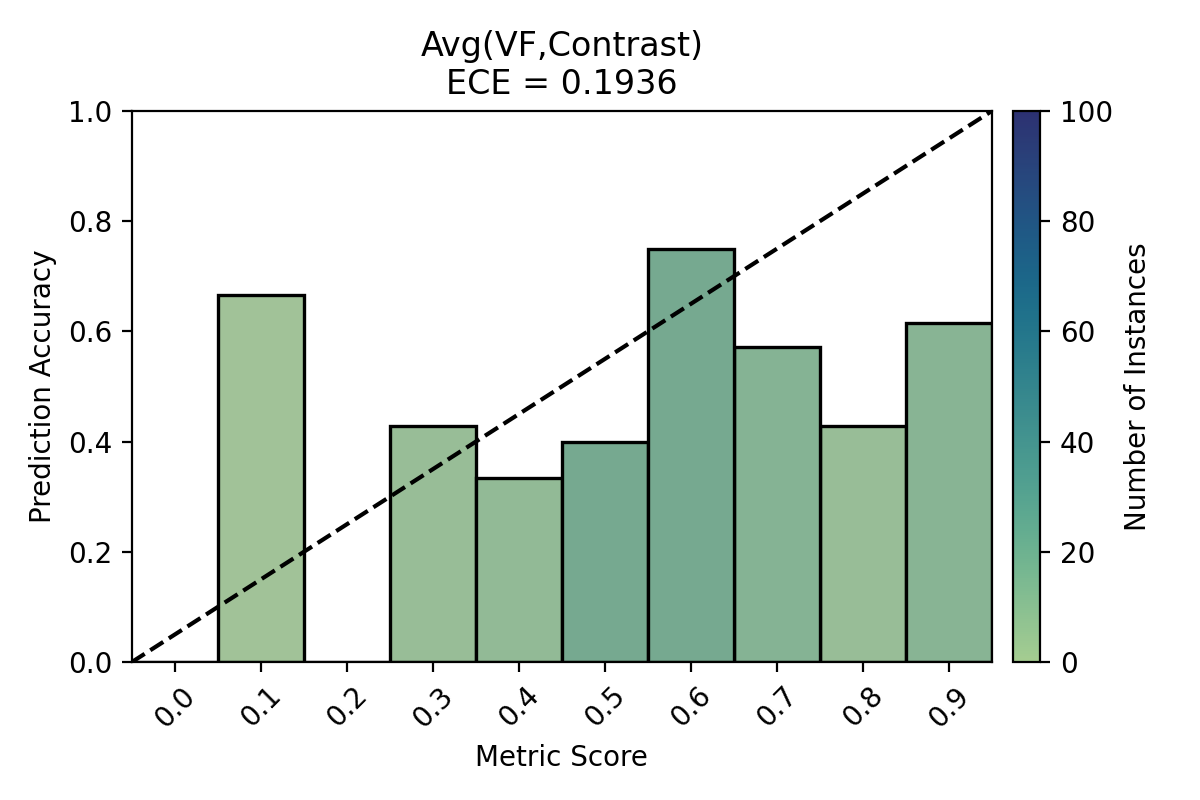 Avg(VF,Contrast)
ECE = 0.1936
Prediction Accuracy
1.0
0.8
0.6
0.4
0.2
0.0
0.0 0.1 0.2 0.3 0.4 0.5 0.6 0.7 0.8 0.9
Metric Score
100
80
60
40
20
0
Number of Instances